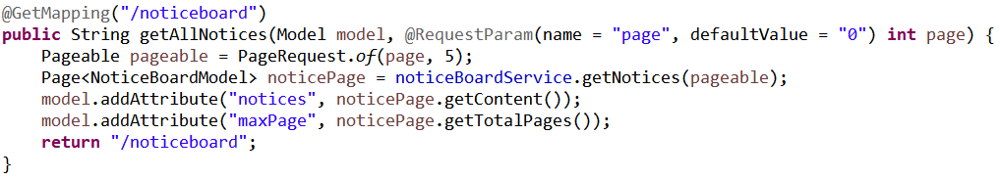 @GetMapping("/noticeboard")
public String getAllNotices(Model model, @RequestParam(name = "page", defaultValue = "0") int page) {
    Pageable pageable = PageRequest.of(page, 5);
    Page<NoticeBoardModel> noticePage = noticeBoardService.getNotices(pageable);
    model.addAttribute("notices", noticePage.getContent());
    model.addAttribute("maxPage", noticePage.getTotalPages());
    return "/noticeboard";
}